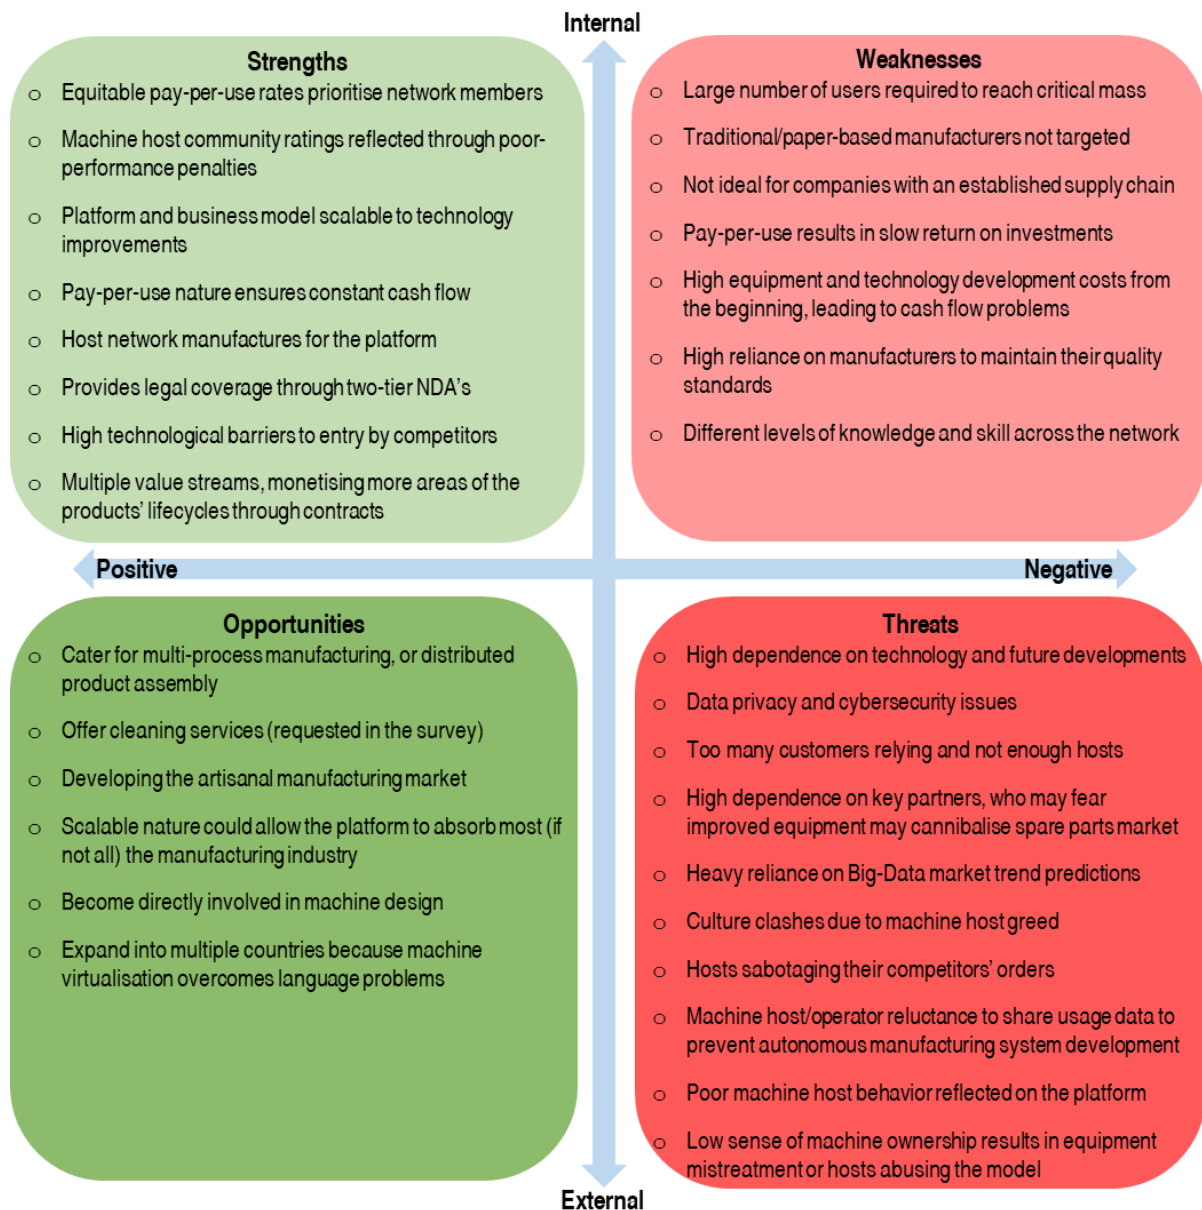 Internal
Strengths
o Equitable pay-per-use rates prioritise network members
o Machine host community ratings reflected through poor-
performance penalties
o Platform and business model scalable to technology
improvements
o Pay-per-use nature ensures constant cash flow
o Host network manufactures for the platform
o Provides legal coverage through two-tier NDA's
o High technological barriers to entry by competitors
o Multiple value streams, monetising more areas of the
products' lifecycles through contracts
Weaknesses
o Large number of users required to reach critical mass
o Traditional/paper-based manufacturers not targeted
o Not ideal for companies with an established supply chain
o Pay-per-use results in slow return on investments
o High equipment and technology development costs from
the beginning, leading to cash flow problems
o High reliance on manufacturers to maintain their quality
standards
o Different levels of knowledge and skill across the network
Positive
Negative
Opportunities
o Cater for multi-process manufacturing, or distributed
product assembly
o Offer cleaning services (requested in the survey)
o Developing the artisanal manufacturing market
o Scalable nature could allow the platform to absorb most (if
not all) the manufacturing industry
o Become directly involved in machine design
o Expand into multiple countries because machine
virtualisation overcomes language problems
Threats
o High dependence on technology and future developments
o Data privacy and cybersecurity issues
o Too many customers relying and not enough hosts
o High dependence on key partners, who may fear
improved equipment may cannibalise spare parts market
o Heavy reliance on Big-Data market trend predictions
o Culture clashes due to machine host greed
o Hosts sabotaging their competitors' orders
o Machine host/operator reluctance to share usage data to
prevent autonomous manufacturing system development
o Poor machine host behavior reflected on the platform
o Low sense of machine ownership results in equipment
mistreatment or hosts abusing the model
External